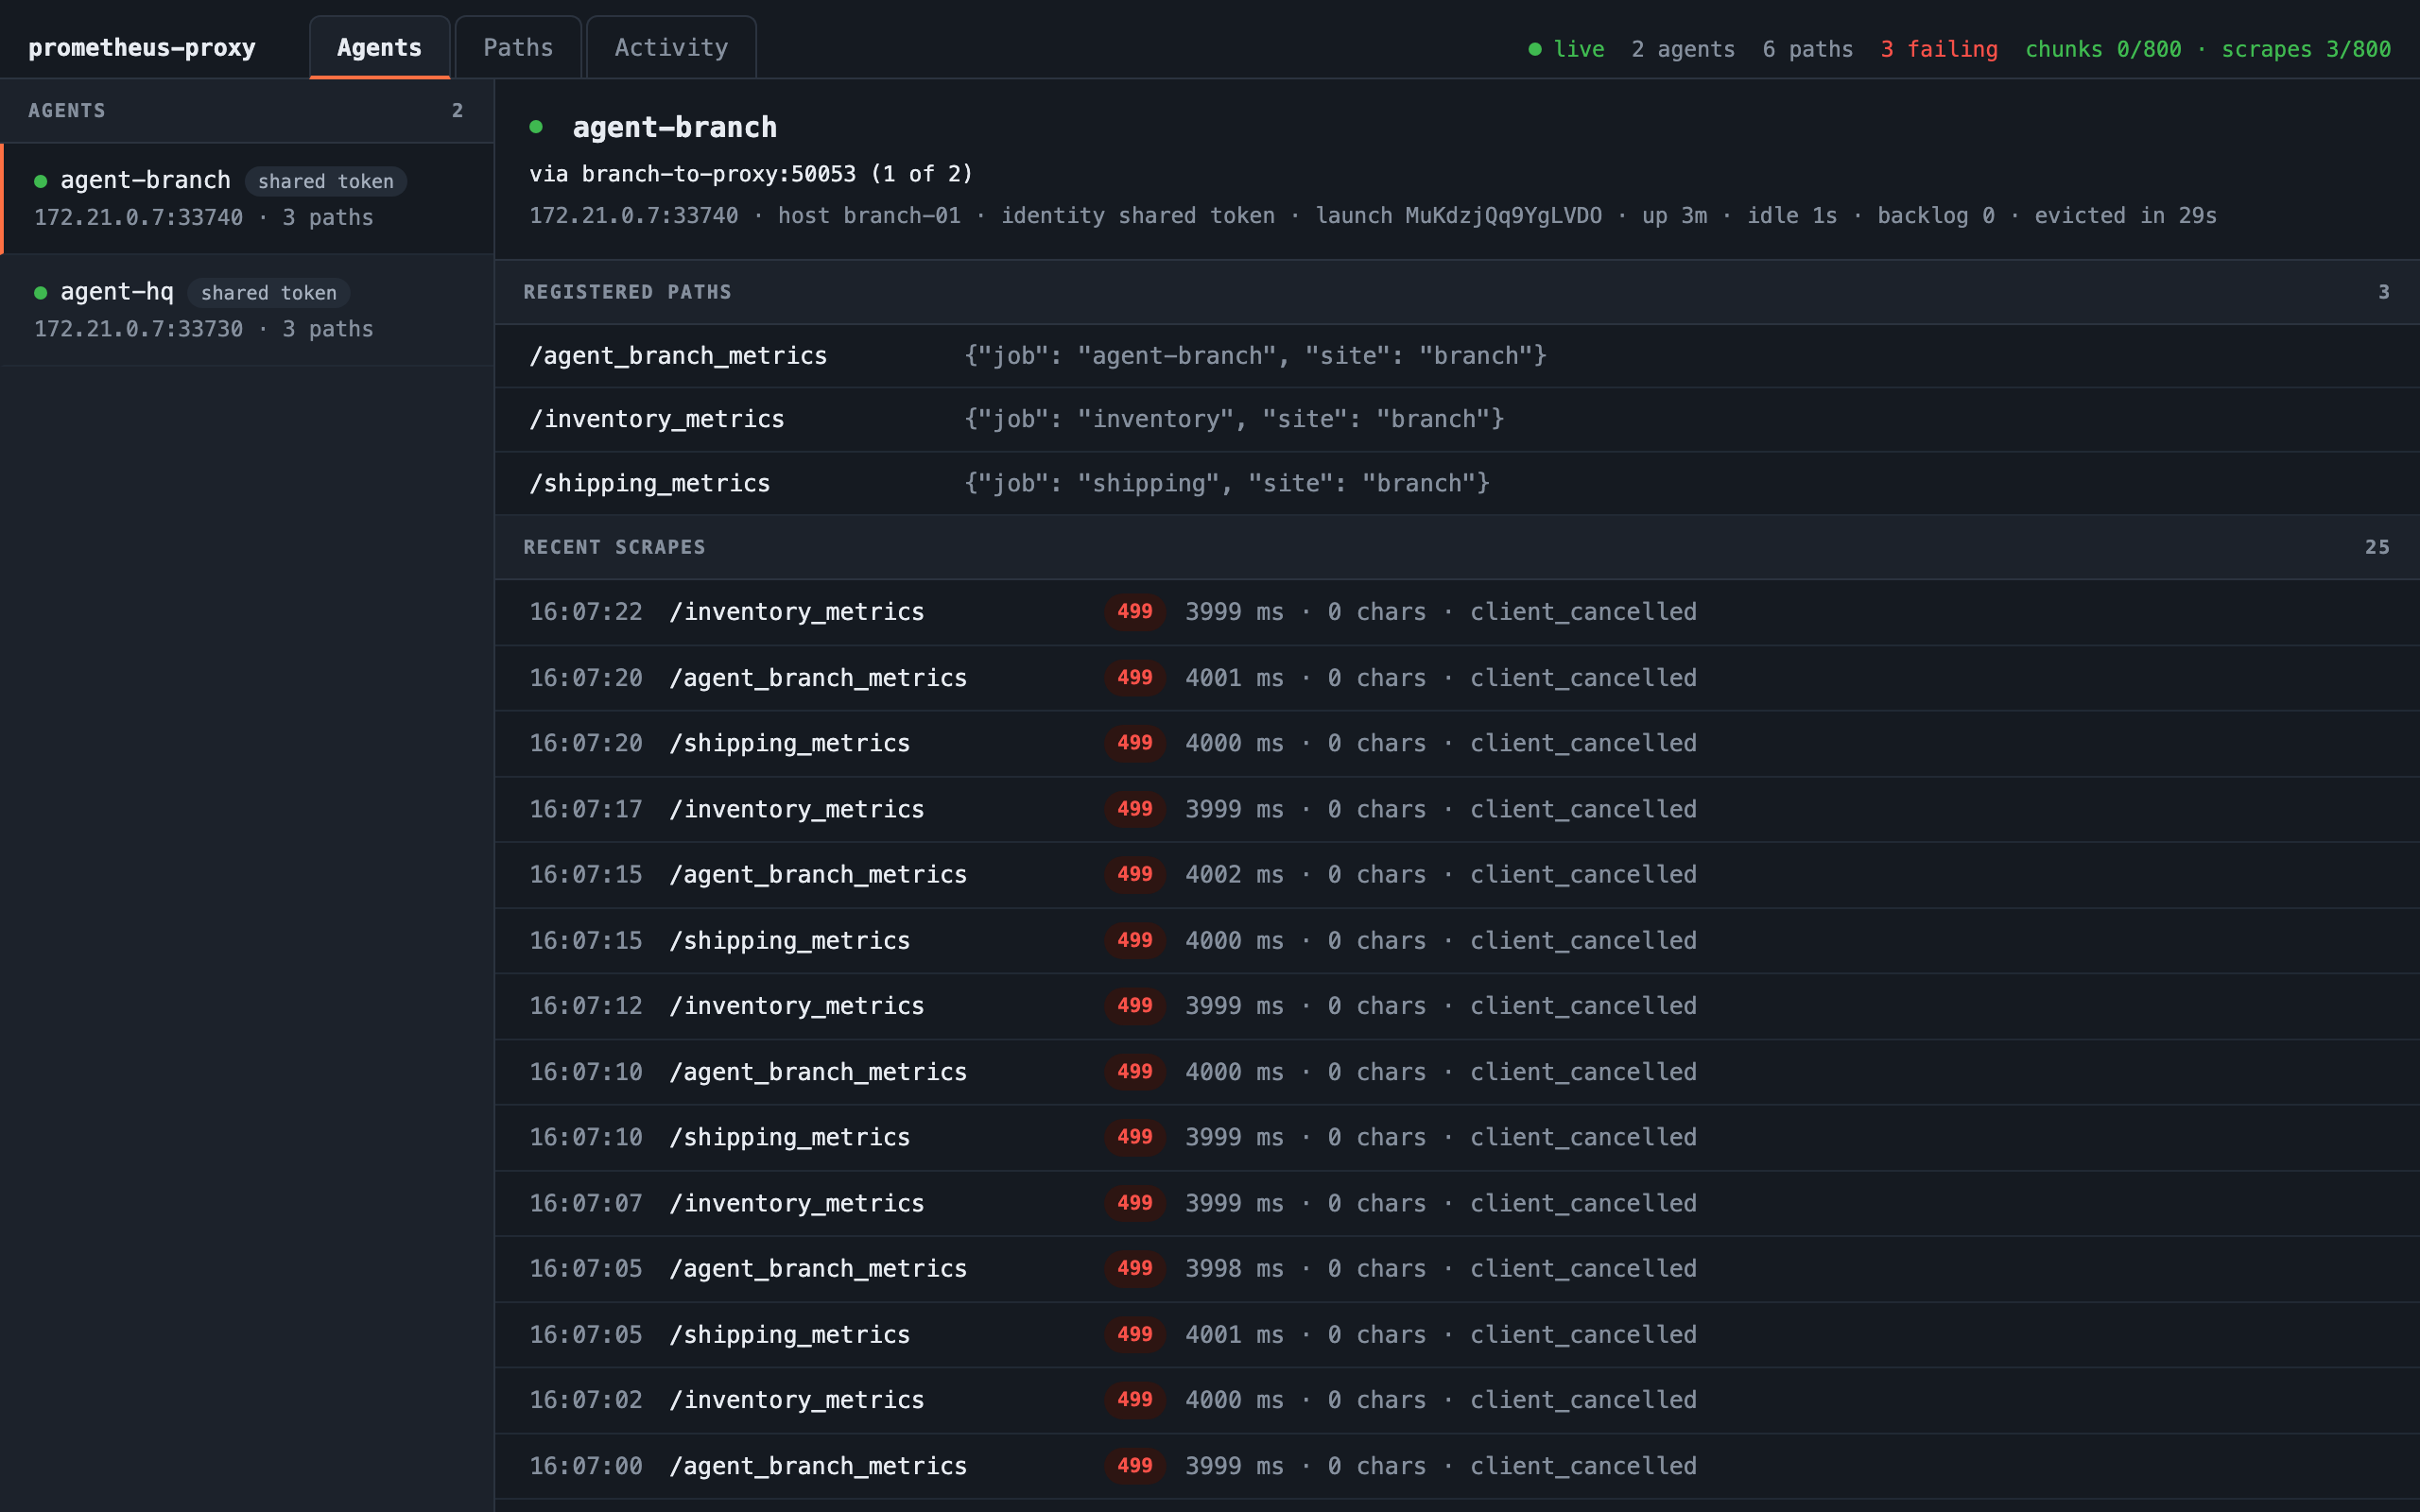 prometheus-proxy Agents Paths Activity live 2 agents 6 paths 3 failing chunks 0/800 · scrapes 3/800
AGENTS 2
agent-branch shared token
172.21.0.7:33740 · 3 paths
agent-hq shared token
172.21.0.7:33730 · 3 paths
agent-branch
via branch-to-proxy:50053 (1 of 2)
172.21.0.7:33740 · host branch-01 · identity shared token · launch MuKdzjQq9YgLVDO · up 3m · idle 1s · backlog 0 · evicted in 29s
REGISTERED PATHS 3
/agent_branch_metrics {"job": "agent-branch", "site": "branch"}
/inventory_metrics {"job": "inventory", "site": "branch"}
/shipping_metrics {"job": "shipping", "site": "branch"}
RECENT SCRAPES 25
16:07:22 /inventory_metrics 499 3999 ms · 0 chars · client_cancelled
16:07:20 /agent_branch_metrics 499 4001 ms · 0 chars · client_cancelled
16:07:20 /shipping_metrics 499 4000 ms · 0 chars · client_cancelled
16:07:17 /inventory_metrics 499 3999 ms · 0 chars · client_cancelled
16:07:15 /agent_branch_metrics 499 4002 ms · 0 chars · client_cancelled
16:07:15 /shipping_metrics 499 4000 ms · 0 chars · client_cancelled
16:07:12 /inventory_metrics 499 3999 ms · 0 chars · client_cancelled
16:07:10 /agent_branch_metrics 499 4000 ms · 0 chars · client_cancelled
16:07:10 /shipping_metrics 499 3999 ms · 0 chars · client_cancelled
16:07:07 /inventory_metrics 499 3999 ms · 0 chars · client_cancelled
16:07:05 /agent_branch_metrics 499 3998 ms · 0 chars · client_cancelled
16:07:05 /shipping_metrics 499 4001 ms · 0 chars · client_cancelled
16:07:02 /inventory_metrics 499 4000 ms · 0 chars · client_cancelled
16:07:00 /agent_branch_metrics 499 3999 ms · 0 chars · client_cancelled